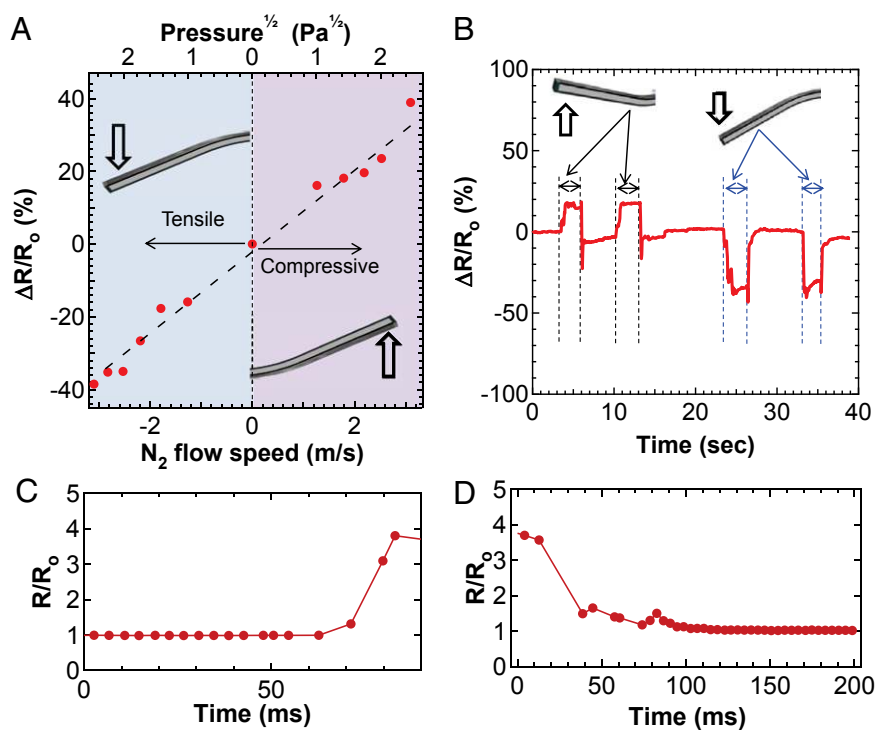 A
Pressure½ (Pa½)
2 1 0 1 2
40
20
0
-20
-40
ΔR/Ro (%)
Tensile
Compressive
-2 0 2
N2 flow speed (m/s)
B
100
50
0
-50
-100
ΔR/Ro (%)
0 10 20 30 40
Time (sec)
C
5
4
3
2
1
0
R/Ro
0 50
Time (ms)
D
5
4
3
2
1
0
R/Ro
0 50 100 150 200
Time (ms)